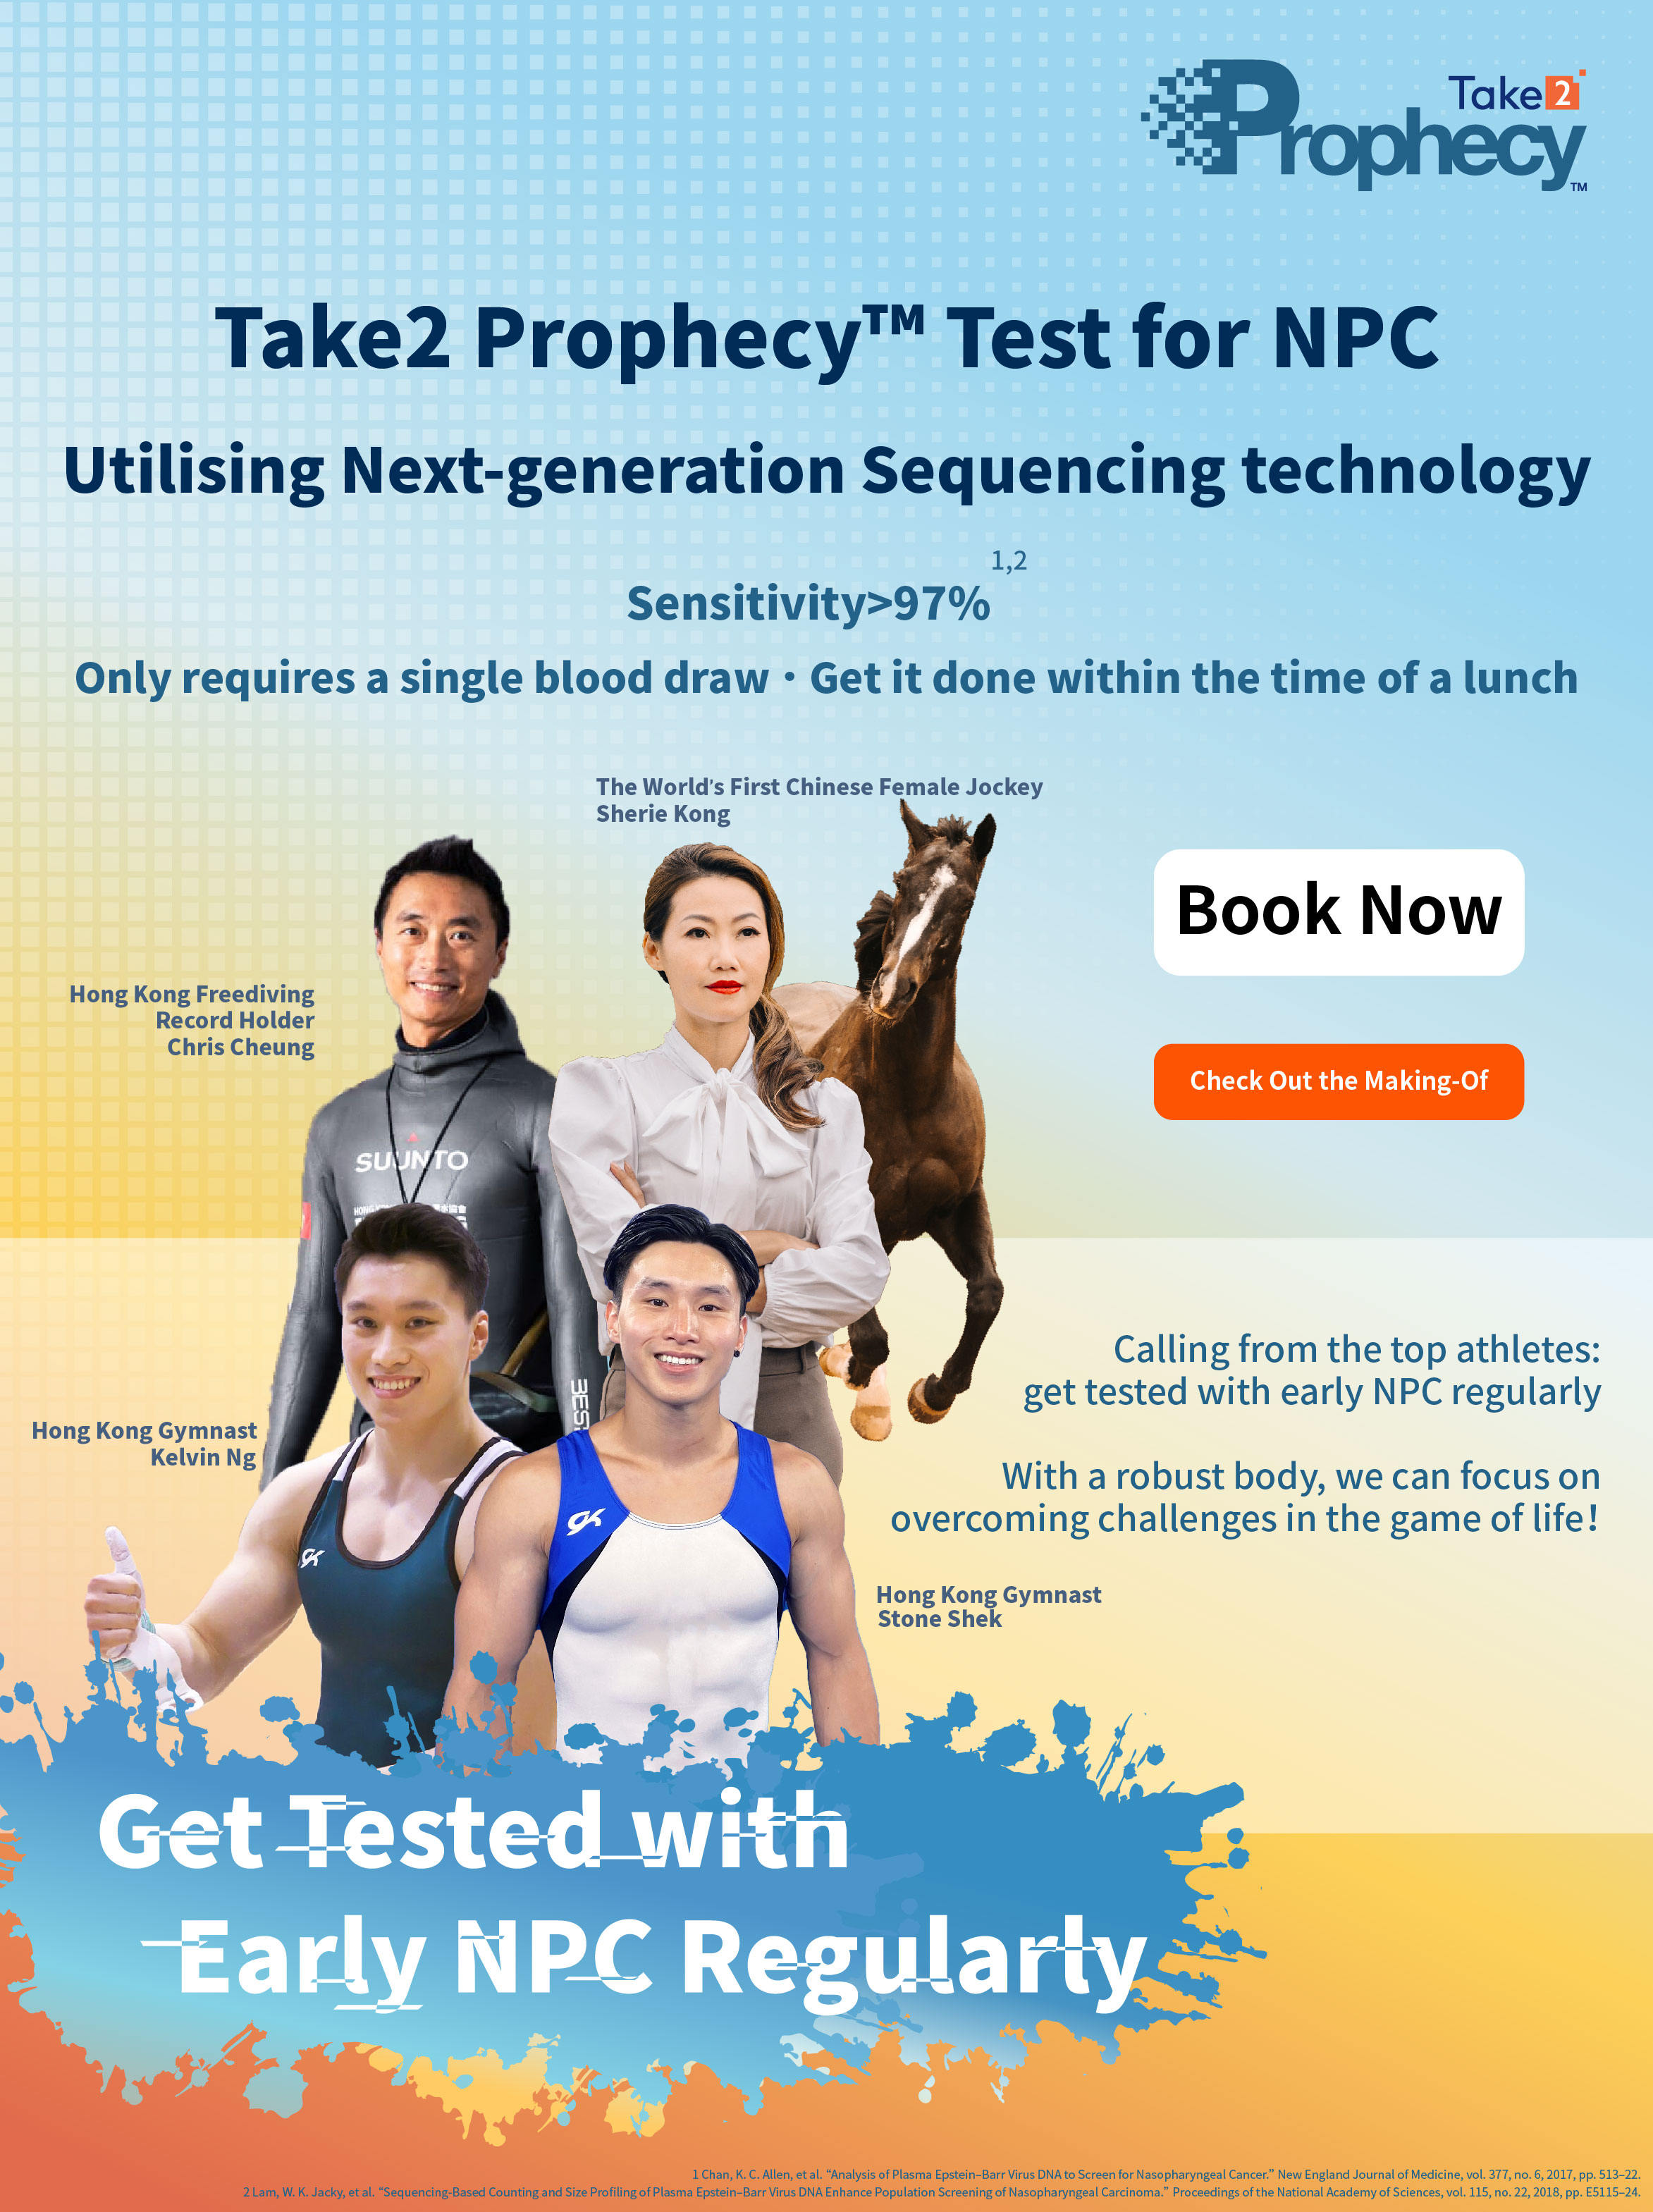 Take2
Prophecy™
Take2 Prophecy™ Test for NPC
Utilising Next-generation Sequencing technology
Sensitivity>97%1,2
Only requires a single blood draw・Get it done within the time of a lunch
The World's First Chinese Female Jockey
Sherie Kong
Book Now
Hong Kong Freediving
Record Holder
Chris Cheung
Check Out the Making-Of
SUUNTO
Calling from the top athletes:
get tested with early NPC regularly
With a robust body, we can focus on
overcoming challenges in the game of life!
Hong Kong Gymnast
Kelvin Ng
GK
GK
Hong Kong Gymnast
Stone Shek
Get Tested with
Early NPC Regularly
1 Chan, K. C. Allen, et al. “Analysis of Plasma Epstein–Barr Virus DNA to Screen for Nasopharyngeal Cancer.” New England Journal of Medicine, vol. 377, no. 6, 2017, pp. 513–22.
2 Lam, W. K. Jacky, et al. “Sequencing-Based Counting and Size Profiling of Plasma Epstein–Barr Virus DNA Enhance Population Screening of Nasopharyngeal Carcinoma.” Proceedings of the National Academy of Sciences, vol. 115, no. 22, 2018, pp. E5115–24.